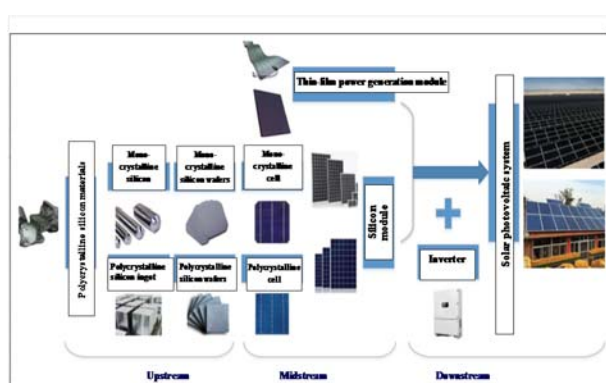 Thin-film power generation module
Polycrystalline silicon materials
Mono-
crystalline
silicon
Mono-
crystalline
silicon wafers
Mono-
crystalline
cell
Polycrystalline
silicon ingot
Polycrystalline
silicon wafers
Polycrystalline
cell
Silicon
module
Inverter
Solar photovoltaic system
Upstream
Midstream
Downstream